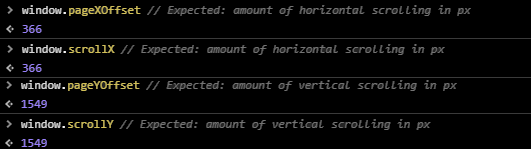 > window.pageXOffset // Expected: amount of horizontal scrolling in px
366
> window.scrollX // Expected: amount of horizontal scrolling in px
366
> window.pageYOffset // Expected: amount of vertical scrolling in px
1549
> window.scrollY // Expected: amount of vertical scrolling in px
1549